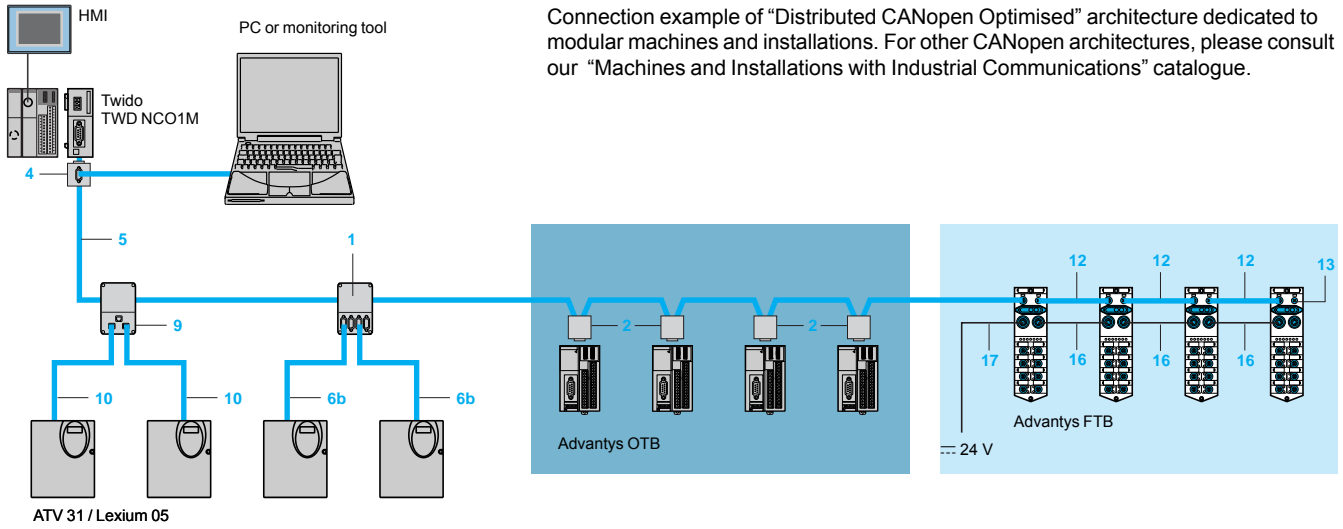 HMI
PC or monitoring tool
Connection example of “Distributed CANopen Optimised” architecture dedicated to
modular machines and installations. For other CANopen architectures, please consult
our “Machines and Installations with Industrial Communications” catalogue.
Twido
TWD NCO1M
4
5
1
9
10
10
6b
6b
ATV 31 / Lexium 05
2
2
Advantys OTB
12
12
12
13
17
16
16
16
Advantys FTB
24 V